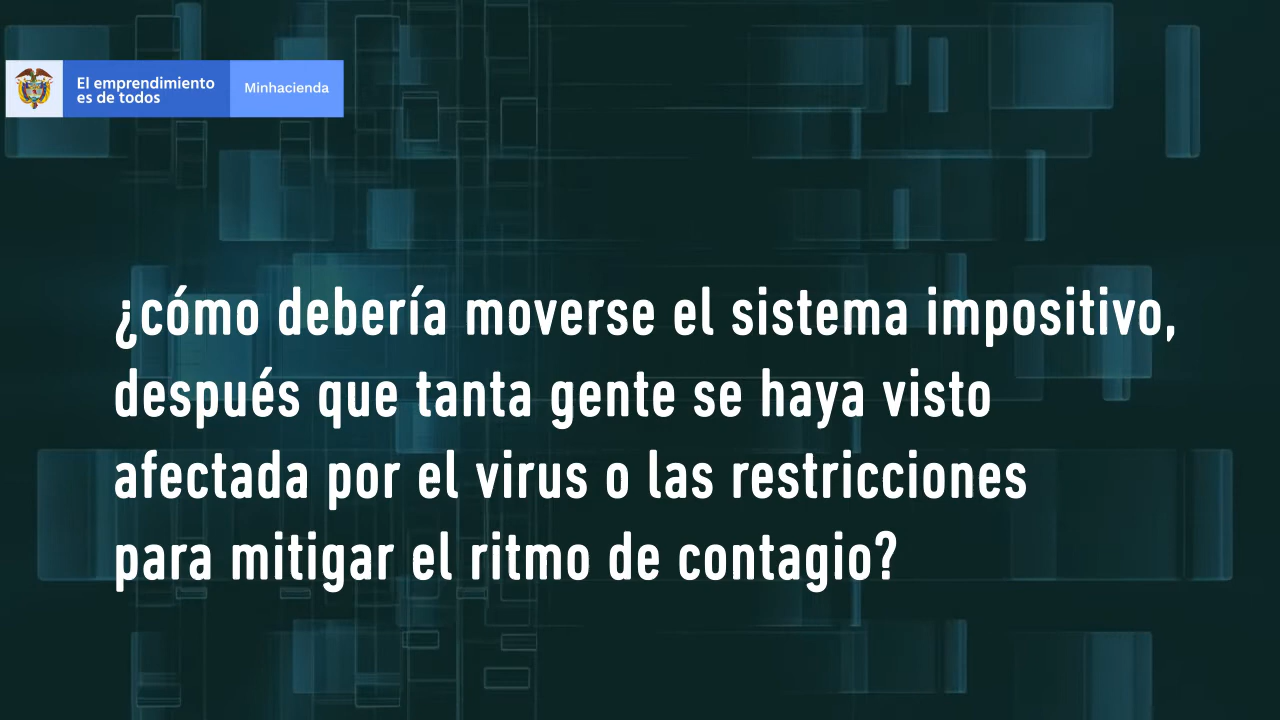 El emprendimiento
es de todos
Minhacienda
¿cómo debería moverse el sistema impositivo,
después que tanta gente se haya visto
afectada por el virus o las restricciones
para mitigar el ritmo de contagio?